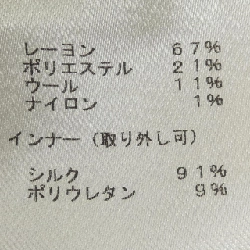 レーヨン 67%
ポリエステル 21%
ウール 11%
ナイロン 1%
インナー (取り外し可)
シルク 91%
ポリウレタン 9%